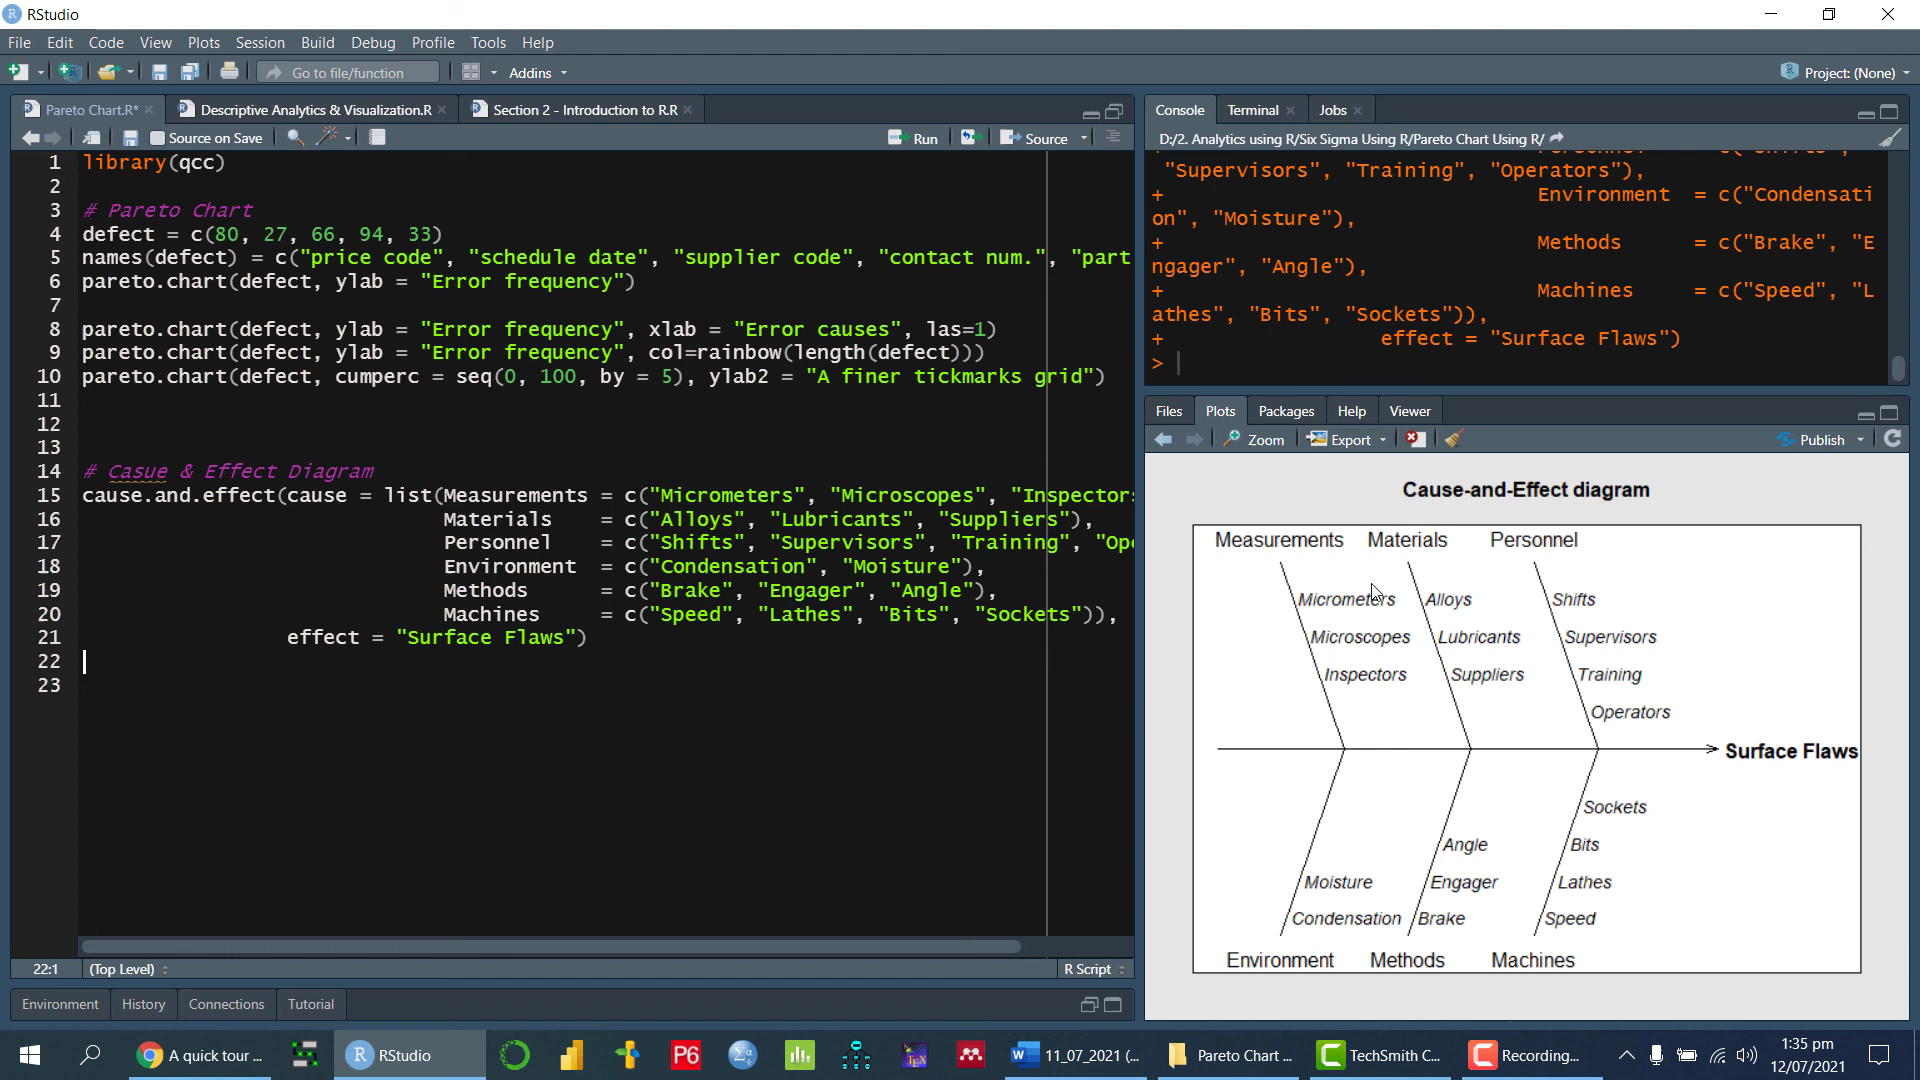 RStudio
File Edit Code View Plots Session Build Debug Profile Tools Help
Go to file/function Addins Project: (None)
Pareto Chart.R* Descriptive Analytics & Visualization.R Section 2 - Introduction to R.R
Source on Save Run Source
1 library(qcc)
2
3 # Pareto Chart
4 defect = c(80, 27, 66, 94, 33)
5 names(defect) = c("price code", "schedule date", "supplier code", "contact num.", "part
6 pareto.chart(defect, ylab = "Error frequency")
7
8 pareto.chart(defect, ylab = "Error frequency", xlab = "Error causes", las=1)
9 pareto.chart(defect, ylab = "Error frequency", col=rainbow(length(defect)))
10 pareto.chart(defect, cumperc = seq(0, 100, by = 5), ylab2 = "A finer tickmarks grid")
11
12
13
14 # Casue & Effect Diagram
15 cause.and.effect(cause = list(Measurements = c("Micrometers", "Microscopes", "Inspectors
16 Materials = c("Alloys", "Lubricants", "Suppliers"),
17 Personnel = c("Shifts", "Supervisors", "Training", "Ope
18 Environment = c("Condensation", "Moisture"),
19 Methods = c("Brake", "Engager", "Angle"),
20 Machines = c("Speed", "Lathes", "Bits", "Sockets")),
21 effect = "Surface Flaws")
22
23
22:1 (Top Level) R Script
Environment History Connections Tutorial
Console Terminal Jobs
D:/2. Analytics using R/Six Sigma Using R/Pareto Chart Using R/
"Supervisors", "Training", "Operators"),
+ Environment = c("Condensati
on", "Moisture"),
+ Methods = c("Brake", "E
ngager", "Angle"),
+ Machines = c("Speed", "L
athes", "Bits", "Sockets")),
+ effect = "Surface Flaws")
>
Files Plots Packages Help Viewer
Zoom Export Publish
Cause-and-Effect diagram
Measurements Materials Personnel
Micrometers Alloys Shifts
Microscopes Lubricants Supervisors
Inspectors Suppliers Training
Operators
Surface Flaws
Sockets
Angle Bits
Moisture Engager Lathes
Condensation Brake Speed
Environment Methods Machines
A quick tour ... RStudio P6 11_07_2021 (... Pareto Chart ... TechSmith C... Recording... 1:35 pm
12/07/2021